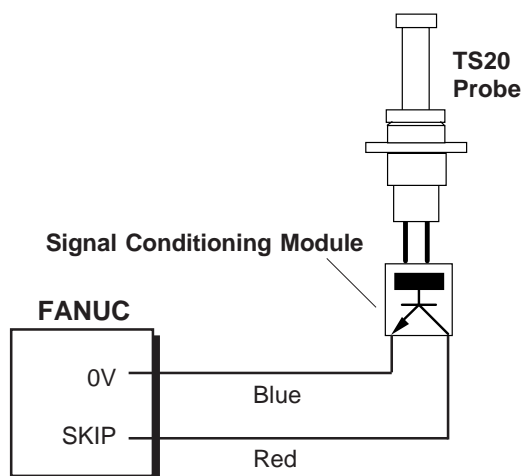 TS20
Probe
Signal Conditioning Module
FANUC
0V
Blue
SKIP
Red